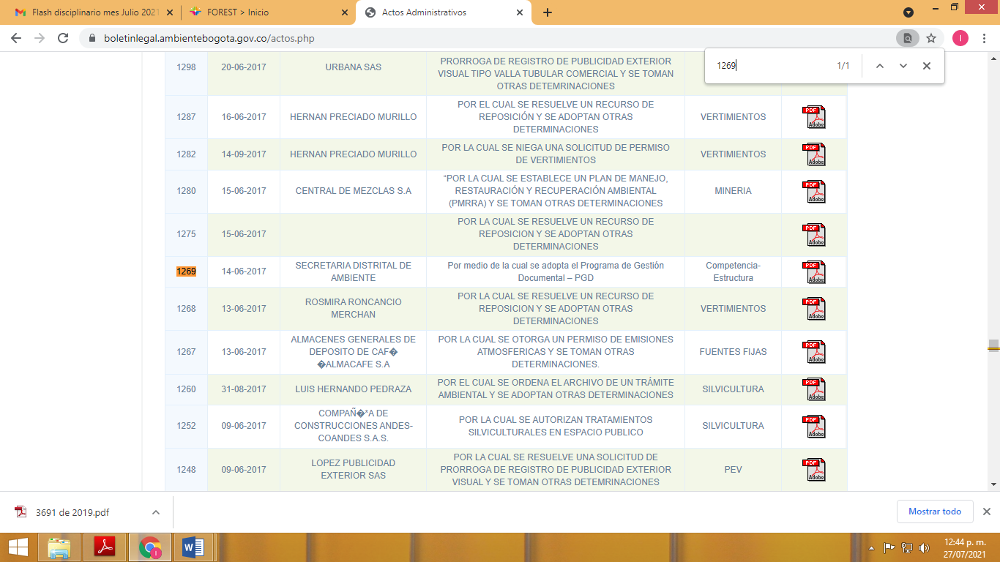 Flash disciplinario mes Julio 2021
FOREST > Inicio
Actos Administrativos
boletinlegal.ambientebogota.gov.co/actos.php
1269
1/1
1298
20-06-2017
URBANA SAS
PRORROGA DE REGISTRO DE PUBLICIDAD EXTERIOR
VISUAL TIPO VALLA TUBULAR COMERCIAL Y SE TOMAN
OTRAS DETEMRINACIONES
1287
16-06-2017
HERNAN PRECIADO MURILLO
POR EL CUAL SE RESUELVE UN RECURSO DE
REPOSICIÓN Y SE ADOPTAN OTRAS
DETERMINACIONES
VERTIMIENTOS
PDF
Adobe
1282
14-09-2017
HERNAN PRECIADO MURILLO
POR LA CUAL SE NIEGA UNA SOLICITUD DE PERMISO
DE VERTIMIENTOS
VERTIMIENTOS
PDF
Adobe
1280
15-06-2017
CENTRAL DE MEZCLAS S.A
“POR LA CUAL SE ESTABLECE UN PLAN DE MANEJO,
RESTAURACIÓN Y RECUPERACIÓN AMBIENTAL
(PMRRA) Y SE TOMAN OTRAS DETERMINACIONES
MINERIA
PDF
Adobe
1275
15-06-2017
POR LA CUAL SE RESUELVE UN RECURSO DE
REPOSICION Y SE ADOPTAN OTRAS
DETERMINACIONES
PDF
Adobe
1269
14-06-2017
SECRETARIA DISTRITAL DE
AMBIENTE
Por medio de la cual se adopta el Programa de Gestión
Documental – PGD
Competencia-
Estructura
PDF
Adobe
1268
13-06-2017
ROSMIRA RONCANCIO
MERCHAN
POR LA CUAL SE RESUELVE UN RECURSO DE
REPOSICION Y SE ADOPTAN OTRAS
DETERMINACIONES
VERTIMIENTOS
PDF
Adobe
1267
13-06-2017
ALMACENES GENERALES DE
DEPOSITO DE CAF�
�ALMACAFE S.A
POR LA CUAL SE OTORGA UN PERMISO DE EMISIONES
ATMOSFERICAS Y SE TOMAN OTRAS
DETERMINACIONES.
FUENTES FIJAS
PDF
Adobe
1260
31-08-2017
LUIS HERNANDO PEDRAZA
POR EL CUAL SE ORDENA EL ARCHIVO DE UN TRÁMITE
AMBIENTAL Y SE ADOPTAN OTRAS DETERMINACIONES
SILVICULTURA
PDF
Adobe
1252
09-06-2017
COMPAÑ�*A DE
CONSTRUCCIONES ANDES-
COANDES S.A.S.
POR LA CUAL SE AUTORIZAN TRATAMIENTOS
SILVICULTURALES EN ESPACIO PUBLICO
SILVICULTURA
PDF
Adobe
1248
09-06-2017
LOPEZ PUBLICIDAD
EXTERIOR SAS
POR LA CUAL SE RESUELVE UNA SOLICITUD DE
PRORROGA DE REGISTRO DE PUBLICIDAD EXTERIOR
VISUAL Y SE TOMAN OTRAS DETEMRINACIONES
PEV
PDF
Adobe
3691 de 2019.pdf
Mostrar todo
12:44 p. m.
27/07/2021